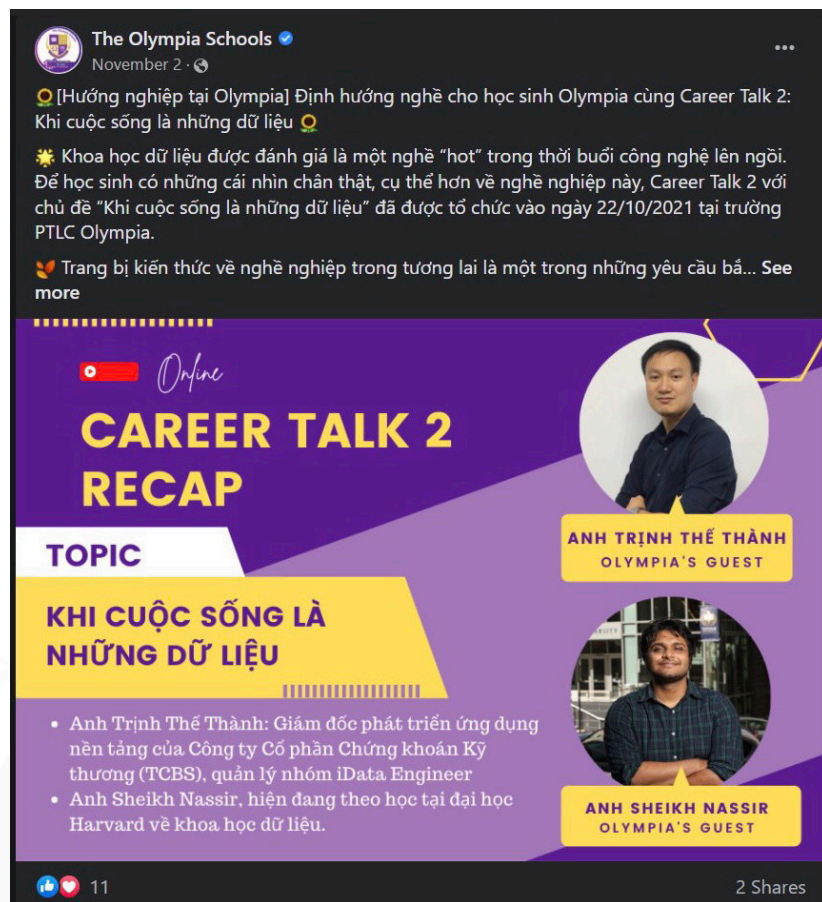 The Olympia Schools
November 2 ·
[Hướng nghiệp tại Olympia] Định hướng nghề cho học sinh Olympia cùng Career Talk 2:
Khi cuộc sống là những dữ liệu
Khoa học dữ liệu được đánh giá là một nghề “hot” trong thời buổi công nghệ lên ngôi.
Để học sinh có những cái nhìn chân thật, cụ thể hơn về nghề nghiệp này, Career Talk 2 với
chủ đề “Khi cuộc sống là những dữ liệu” đã được tổ chức vào ngày 22/10/2021 tại trường
PTLC Olympia.
Trang bị kiến thức về nghề nghiệp trong tương lai là một trong những yêu cầu bắ... See
more
Online
CAREER TALK 2
RECAP
TOPIC
KHI CUỘC SỐNG LÀ
NHỮNG DỮ LIỆU
• Anh Trịnh Thế Thành: Giám đốc phát triển ứng dụng
nền tảng của Công ty Cổ phần Chứng khoán Kỹ
thương (TCBS), quản lý nhóm iData Engineer
• Anh Sheikh Nassir, hiện đang theo học tại đại học
Harvard về khoa học dữ liệu.
ANH TRỊNH THẾ THÀNH
OLYMPIA'S GUEST
ANH SHEIKH NASSIR
OLYMPIA'S GUEST
11
2 Shares